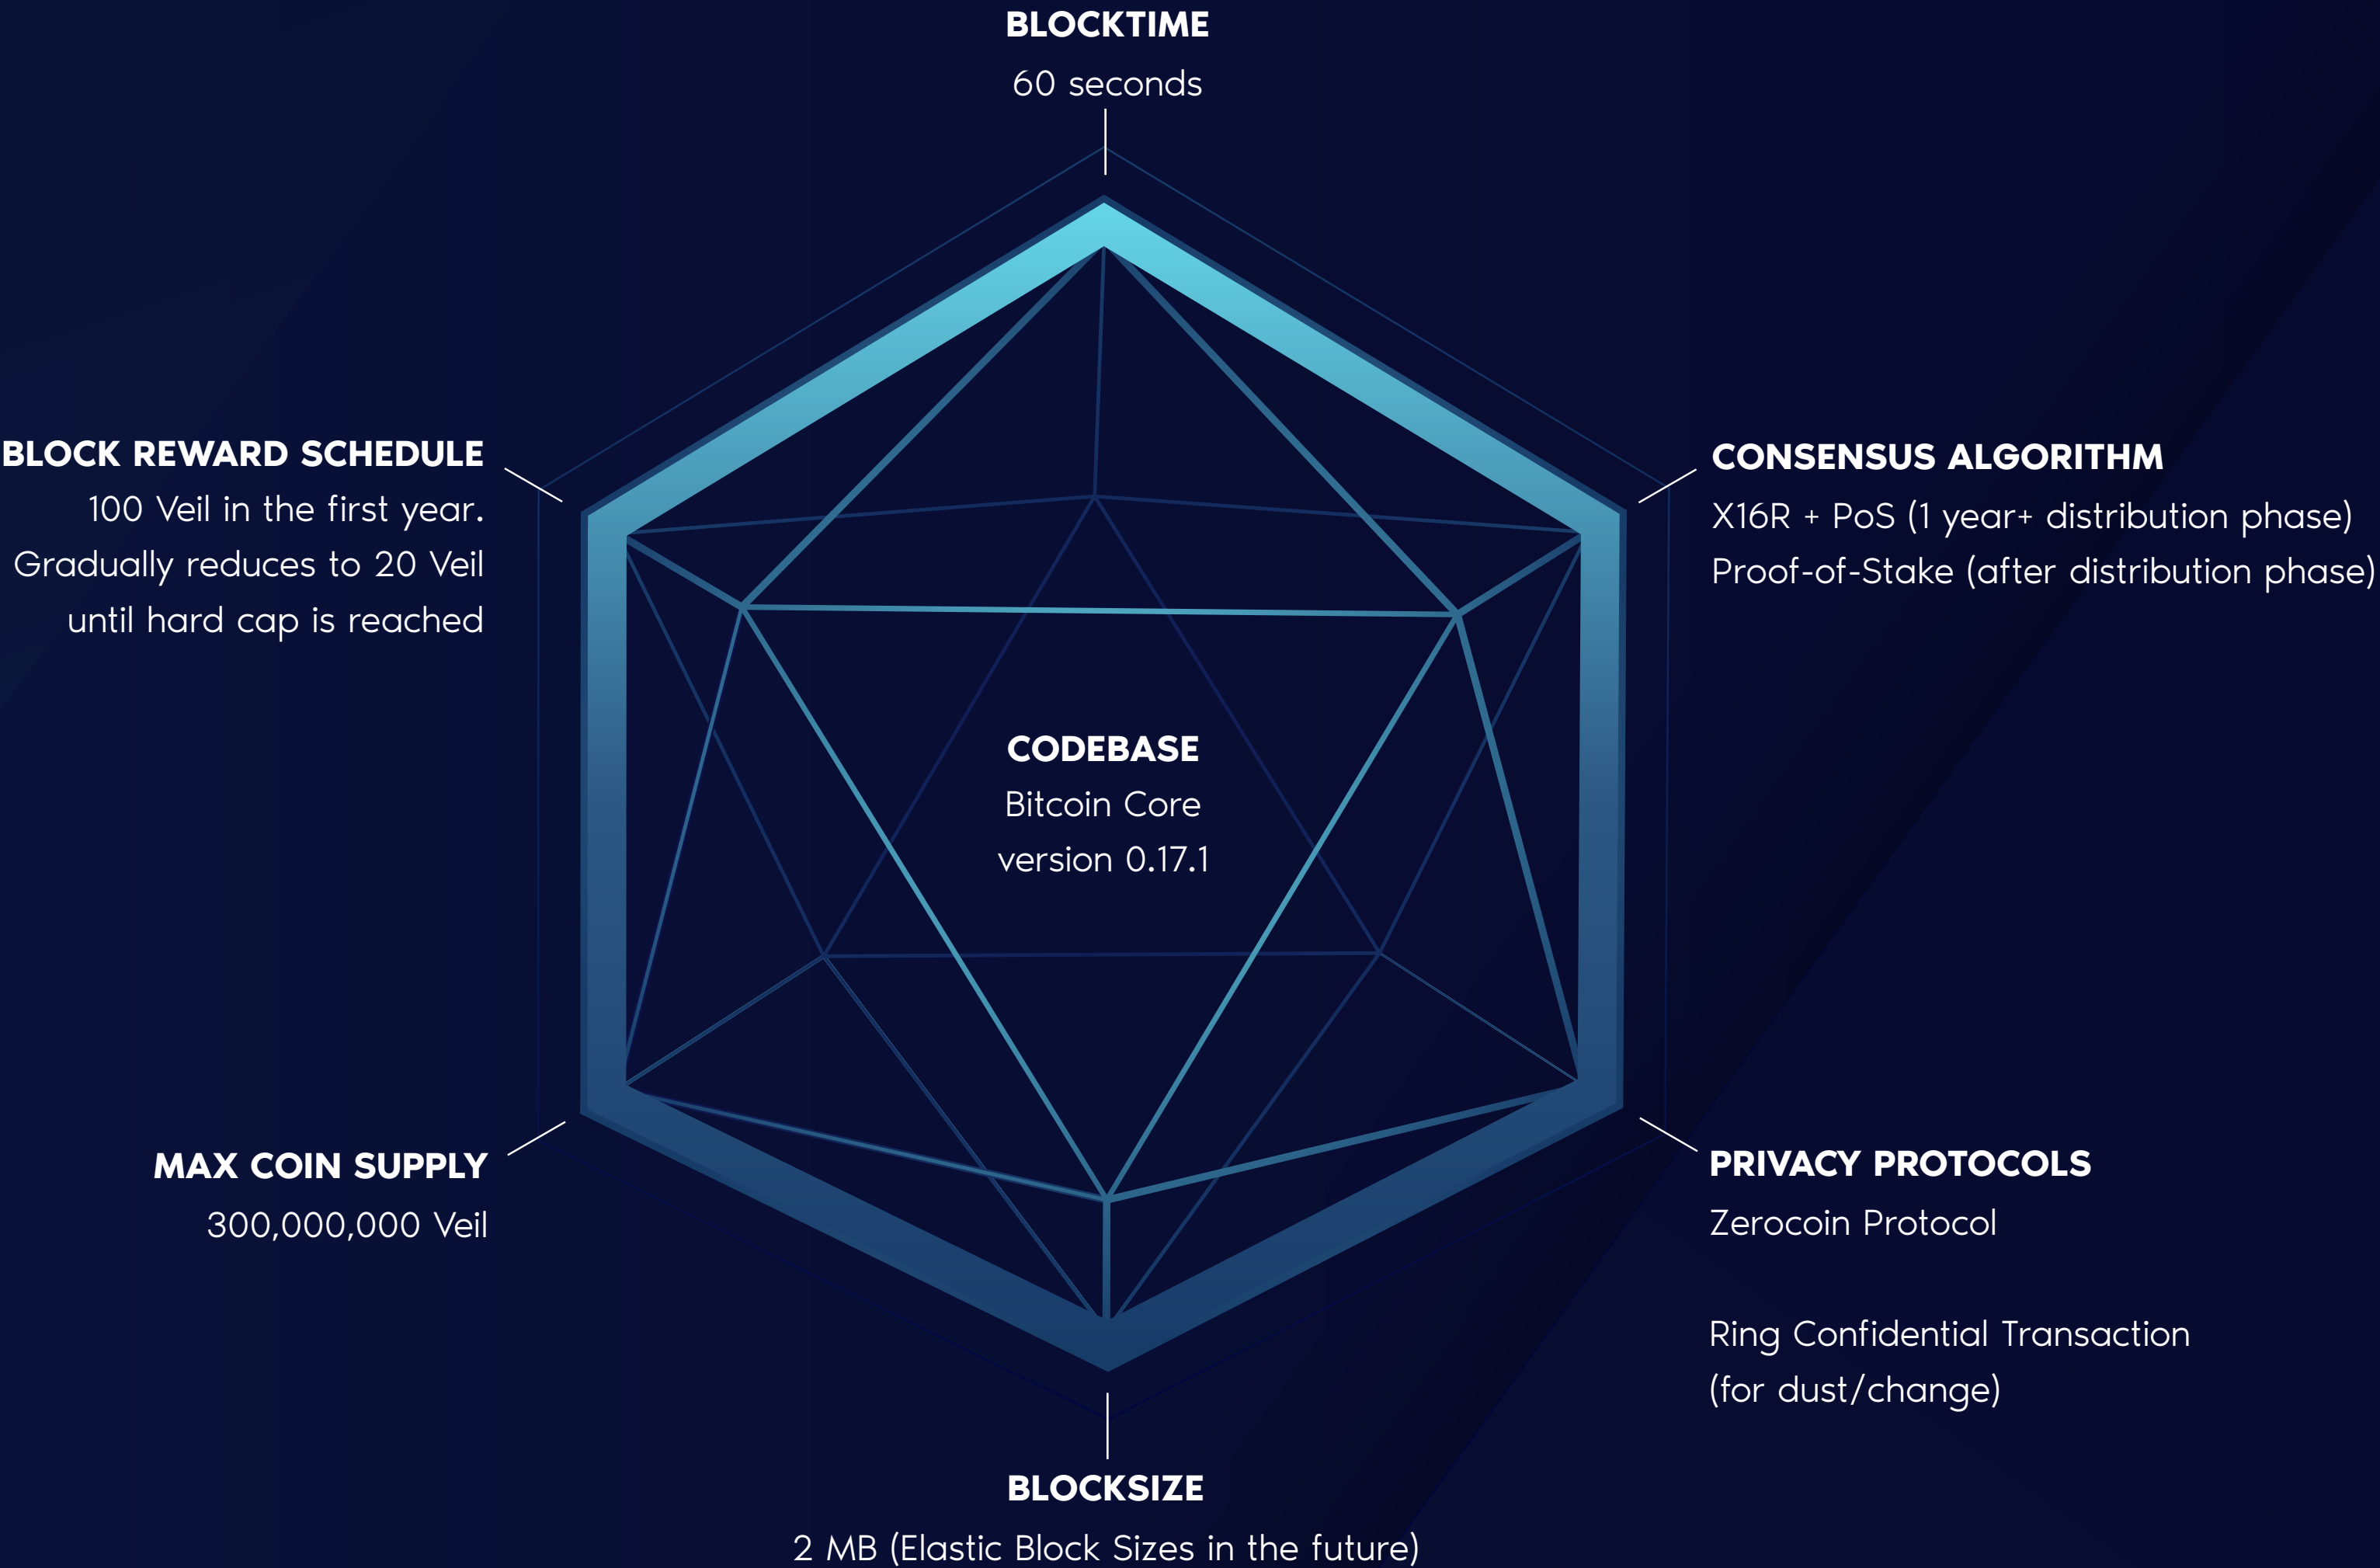 BLOCKTIME
60 seconds
BLOCK REWARD SCHEDULE
100 Veil in the first year.
Gradually reduces to 20 Veil
until hard cap is reached
CONSENSUS ALGORITHM
X16R + PoS (1 year+ distribution phase)
Proof-of-Stake (after distribution phase)
CODEBASE
Bitcoin Core
version 0.17.1
MAX COIN SUPPLY
300,000,000 Veil
PRIVACY PROTOCOLS
Zerocoin Protocol
Ring Confidential Transaction
(for dust/change)
BLOCKSIZE
2 MB (Elastic Block Sizes in the future)